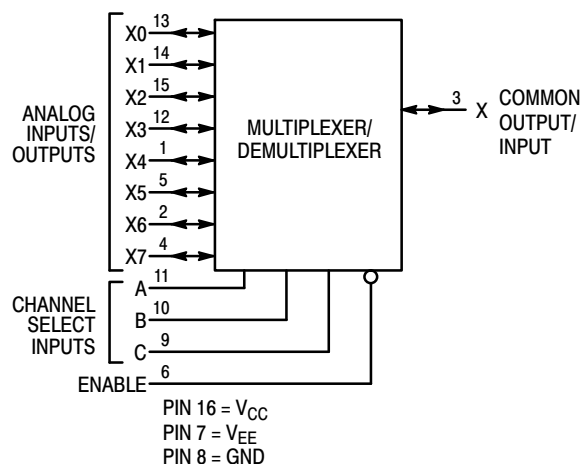 ANALOG
INPUTS/
OUTPUTS
X0 13
X1 14
X2 15
X3 12
X4 1
X5 5
X6 2
X7 4
MULTIPLEXER/
DEMULTIPLEXER
3 X COMMON
OUTPUT/
INPUT
CHANNEL
SELECT
INPUTS
A 11
B 10
C 9
ENABLE 6
PIN 16 = VCC
PIN 7 = VEE
PIN 8 = GND